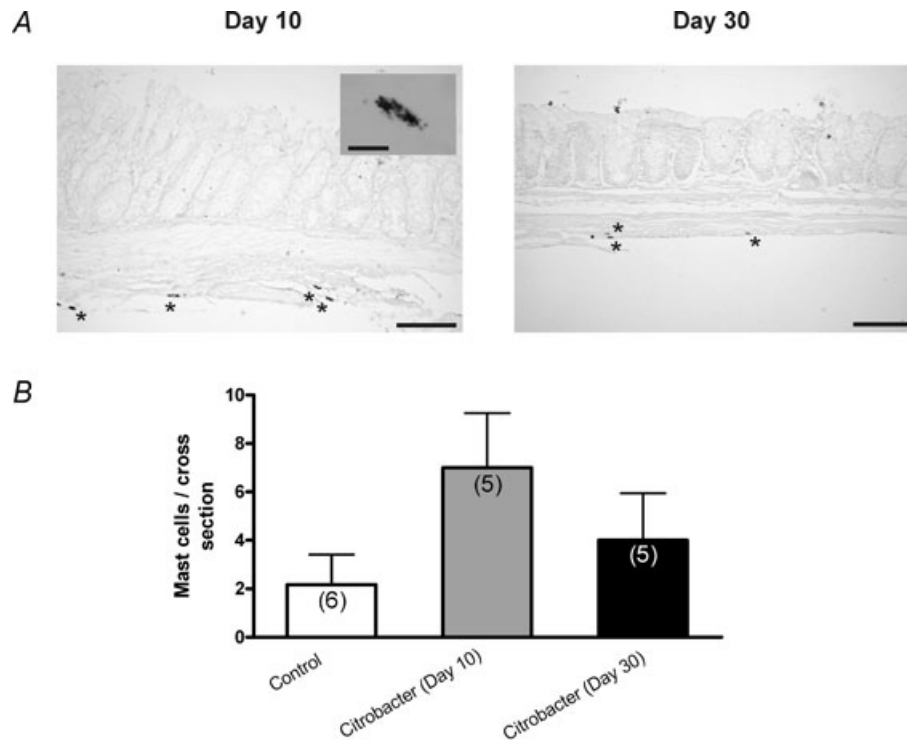 A
Day 10
Day 30
*
*
*
*
*
*
*
B
Mast cells / cross
section
10
8
6
4
2
0
(6)
(5)
(5)
Control
Citrobacter (Day 10)
Citrobacter (Day 30)